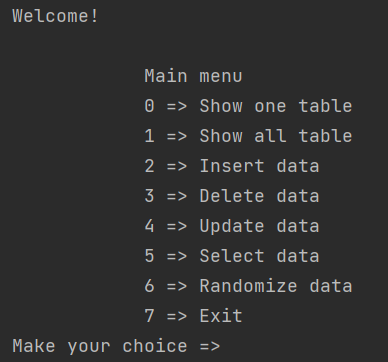 Welcome!
Main menu
0 => Show one table
1 => Show all table
2 => Insert data
3 => Delete data
4 => Update data
5 => Select data
6 => Randomize data
7 => Exit
Make your choice =>